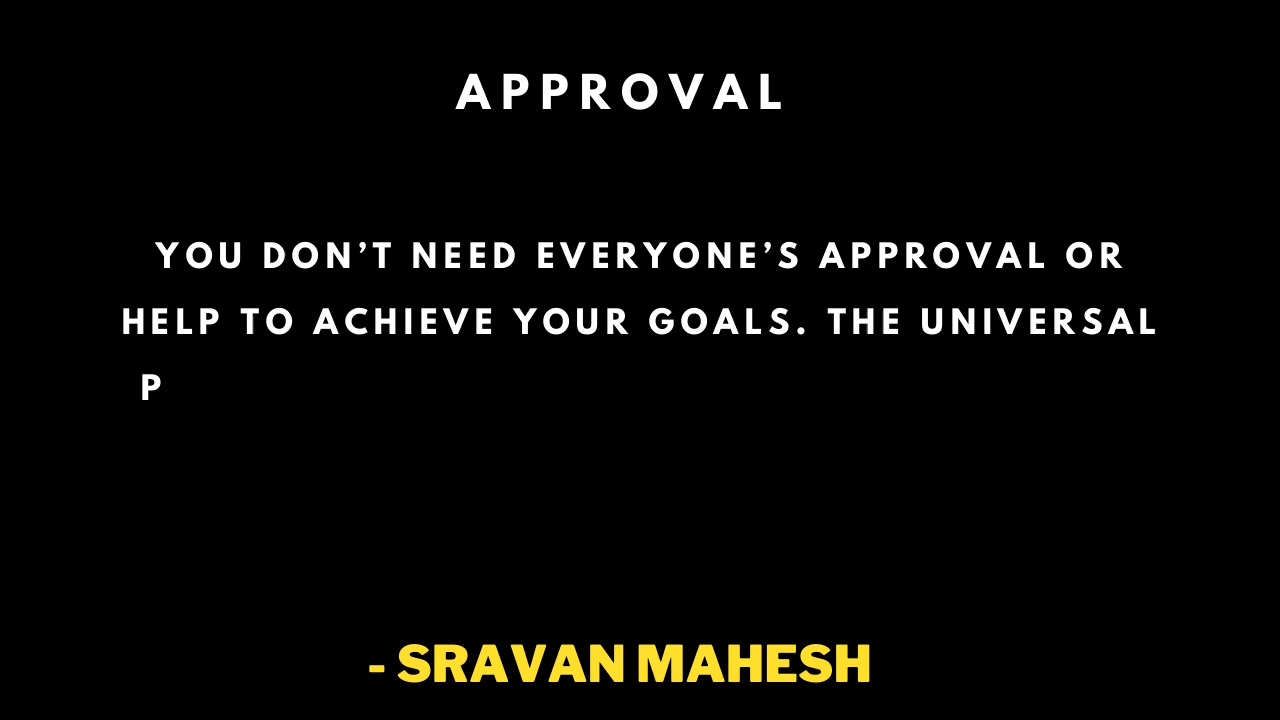 APPROVAL
YOU DON’T NEED EVERYONE’S APPROVAL OR
HELP TO ACHIEVE YOUR GOALS. THE UNIVERSAL
P
- SRAVAN MAHESH